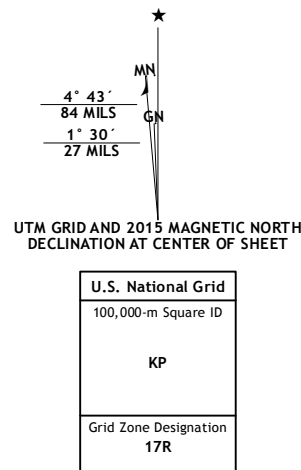 MN
4° 43´
84 MILS
GN
1° 30´
27 MILS
UTM GRID AND 2015 MAGNETIC NORTH
DECLINATION AT CENTER OF SHEET
U.S. National Grid
100,000-m Square ID
KP
Grid Zone Designation
17R